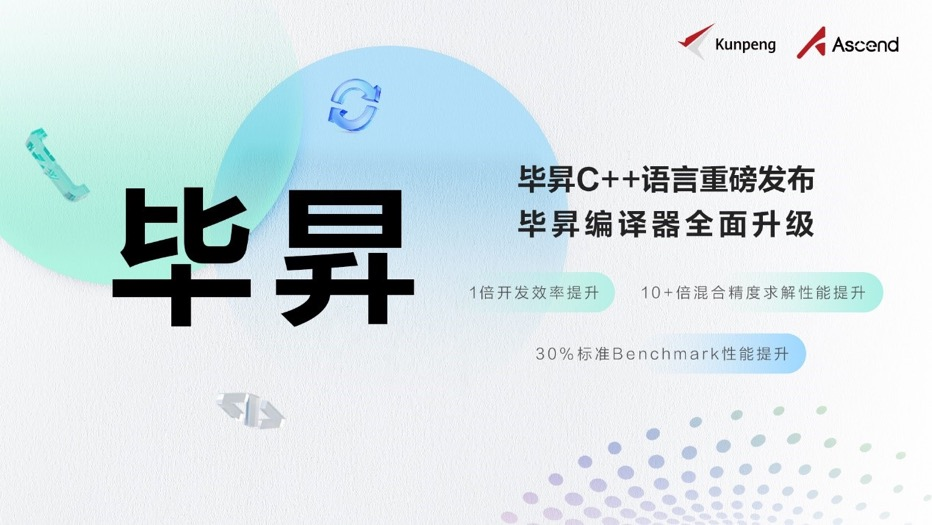 Kunpeng Ascend
毕昇
毕昇C++语言重磅发布
毕昇编译器全面升级
1倍开发效率提升 10+倍混合精度求解性能提升
30%标准Benchmark性能提升